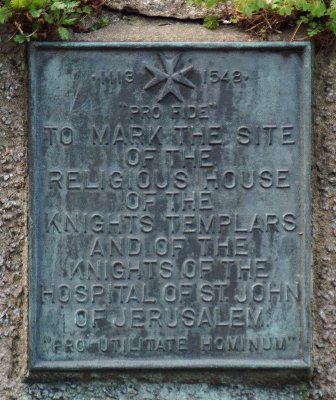 1113 1548
"PRO FIDE"
TO MARK THE SITE
OF THE
RELIGIOUS HOUSE
OF THE
KNIGHTS TEMPLARS
AND OF THE
KNIGHTS OF THE
HOSPITAL OF ST. JOHN
OF JERUSALEM.
"PRO UTILITATE HOMINUM"